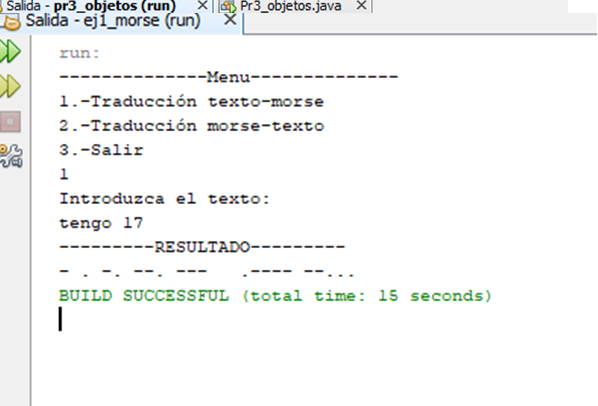 Salida - pr3_objetos (run) Pr3_objetos.java
Salida - ej1_morse (run)
run:
--------------Menu--------------
1.-Traducción texto-morse
2.-Traducción morse-texto
3.-Salir
1
Introduzca el texto:
tengo 17
---------RESULTADO---------
- . -. --. ---   .---- --...
BUILD SUCCESSFUL (total time: 15 seconds)